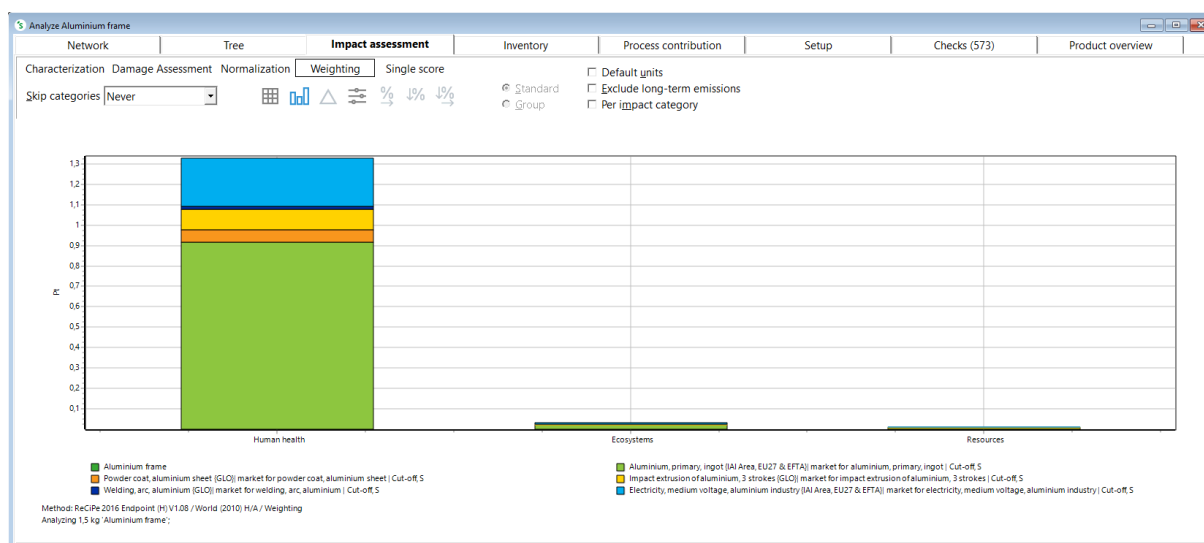 Analyze Aluminium frame
Network Tree Impact assessment Inventory Process contribution Setup Checks (573) Product overview
Characterization Damage Assessment Normalization Weighting Single score
Default units
Skip categories Never
% % %
Standard
Exclude long-term emissions
Group
Per impact category
1,3
1,2
1,1
1
0,9
0,8
0,7
Pt
0,6
0,5
0,4
0,3
0,2
0,1
Human health Ecosystems Resources
Aluminium frame
Aluminium, primary, ingot {IAI Area, EU27 & EFTA}| market for aluminium, primary, ingot | Cut-off, S
Powder coat, aluminium sheet {GLO}| market for powder coat, aluminium sheet | Cut-off, S
Impact extrusion of aluminium, 3 strokes {GLO}| market for impact extrusion of aluminium, 3 strokes | Cut-off, S
Welding, arc, aluminium {GLO}| market for welding, arc, aluminium | Cut-off, S
Electricity, medium voltage, aluminium industry {IAI Area, EU27 & EFTA}| market for electricity, medium voltage, aluminium industry | Cut-off, S
Method: ReCiPe 2016 Endpoint (H) V1.08 / World (2010) H/A / Weighting
Analyzing 1,5 kg 'Aluminium frame';